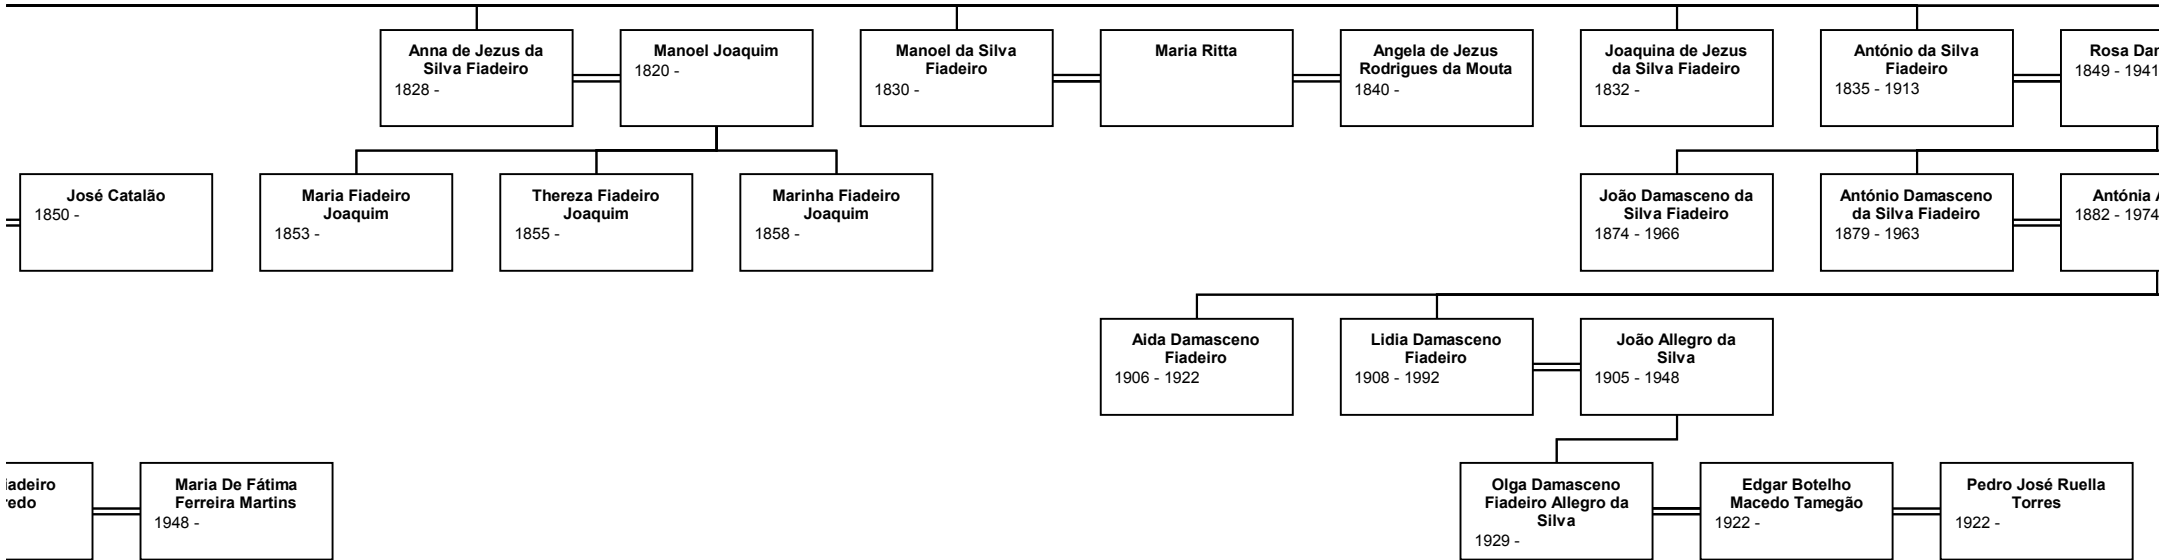 Anna de Jezus da
Silva Fiadeiro
1828 -
Manoel Joaquim
1820 -
Manoel da Silva
Fiadeiro
1830 -
Maria Ritta
Angela de Jezus
Rodrigues da Mouta
1840 -
Joaquina de Jezus
da Silva Fiadeiro
1832 -
António da Silva
Fiadeiro
1835 - 1913
Rosa
1849 - 1941
José Catalão
1850 -
Maria Fiadeiro
Joaquim
1853 -
Thereza Fiadeiro
Joaquim
1855 -
Marinha Fiadeiro
Joaquim
1858 -
João Damasceno da
Silva Fiadeiro
1874 - 1966
António Damasceno
da Silva Fiadeiro
1879 - 1963
Antónia
1882 - 1974
Aida Damasceno
Fiadeiro
1906 - 1922
Lidia Damasceno
Fiadeiro
1908 - 1992
João Allegro da
Silva
1905 - 1948
Maria De Fátima
Ferreira Martins
1948 -
Olga Damasceno
Fiadeiro Allegro da
Silva
1929 -
Edgar Botelho
Macedo Tamegão
1922 -
Pedro José Ruella
Torres
1922 -